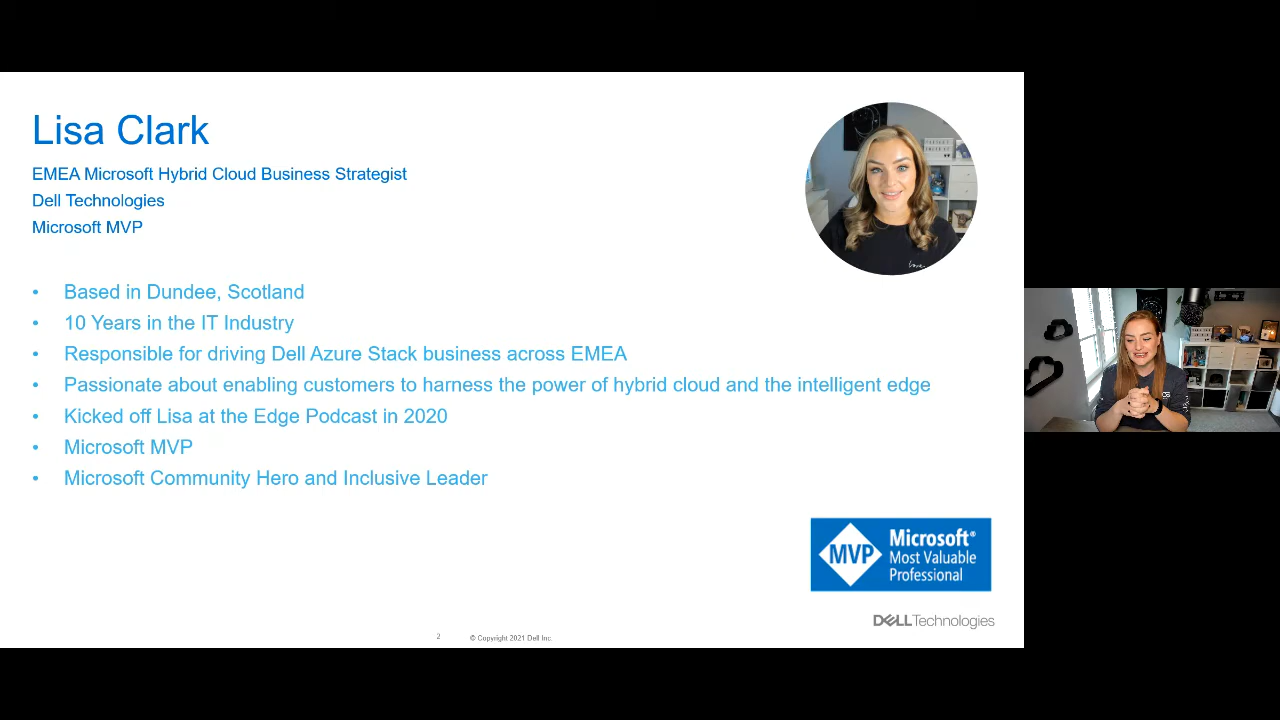 Lisa Clark
EMEA Microsoft Hybrid Cloud Business Strategist
Dell Technologies
Microsoft MVP
• Based in Dundee, Scotland
• 10 Years in the IT Industry
• Responsible for driving Dell Azure Stack business across EMEA
• Passionate about enabling customers to harness the power of hybrid cloud and the intelligent edge
• Kicked off Lisa at the Edge Podcast in 2020
• Microsoft MVP
• Microsoft Community Hero and Inclusive Leader
MVP
Microsoft®
Most Valuable
Professional
DELLTechnologies
2
© Copyright 2021 Dell Inc.